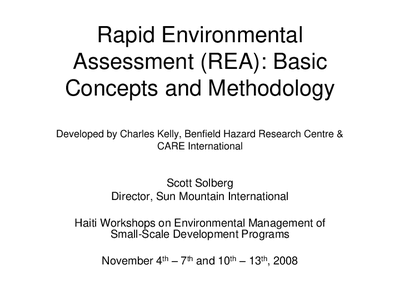 Rapid Environmental
Assessment (REA): Basic
Concepts and Methodology
Developed by Charles Kelly, Benfield Hazard Research Centre &
CARE International
Scott Solberg
Director, Sun Mountain International
Haiti Workshops on Environmental Management of
Small-Scale Development Programs
November 4th – 7th and 10th – 13th, 2008